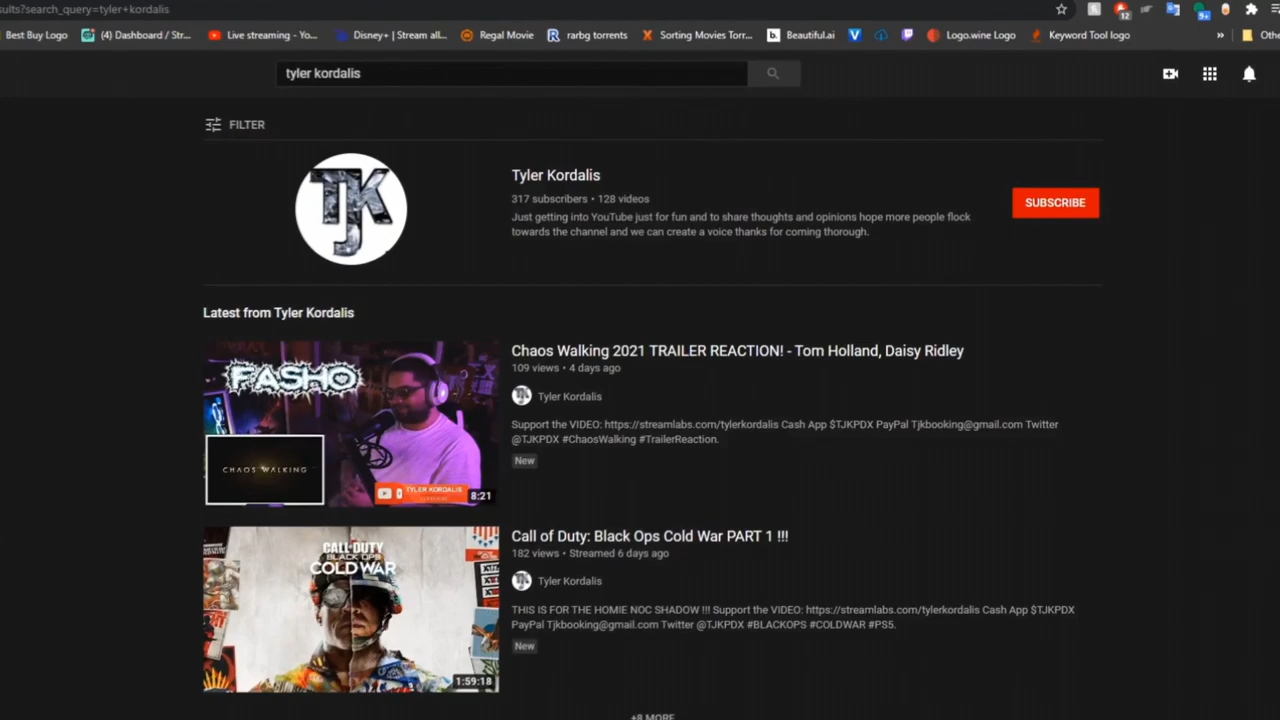 sults?search_query=tyler+kordalis
12
9+
Best Buy Logo
(4) Dashboard / Str...
Live streaming - Yo...
Disney+ | Stream all...
Regal Movie
rarbg torrents
Sorting Movies Torr...
b.
Beautiful.ai
V
Logo.wine Logo
Keyword Tool logo
»
Othe
tyler kordalis
FILTER
TKJ
Tyler Kordalis
317 subscribers • 128 videos
Just getting into YouTube just for fun and to share thoughts and opinions hope more people flock
towards the channel and we can create a voice thanks for coming thorough.
SUBSCRIBE
Latest from Tyler Kordalis
FASHO
CHAOS WALKING
TYLER KORDALIS
8:21
Chaos Walking 2021 TRAILER REACTION! - Tom Holland, Daisy Ridley
109 views • 4 days ago
Tyler Kordalis
Support the VIDEO: https://streamlabs.com/tylerkordalis Cash App $TJKPDX PayPal Tjkbooking@gmail.com Twitter
@TJKPDX #ChaosWalking #TrailerReaction.
New
CALL OF DUTY
BLACK OPS
COLD WAR
1:59:18
Call of Duty: Black Ops Cold War PART 1 !!!
182 views • Streamed 6 days ago
Tyler Kordalis
THIS IS FOR THE HOMIE NOC SHADOW !!! Support the VIDEO: https://streamlabs.com/tylerkordalis Cash App $TJKPDX
PayPal Tjkbooking@gmail.com Twitter @TJKPDX #BLACKOPS #COLDWAR #PS5.
New
+8 MORE